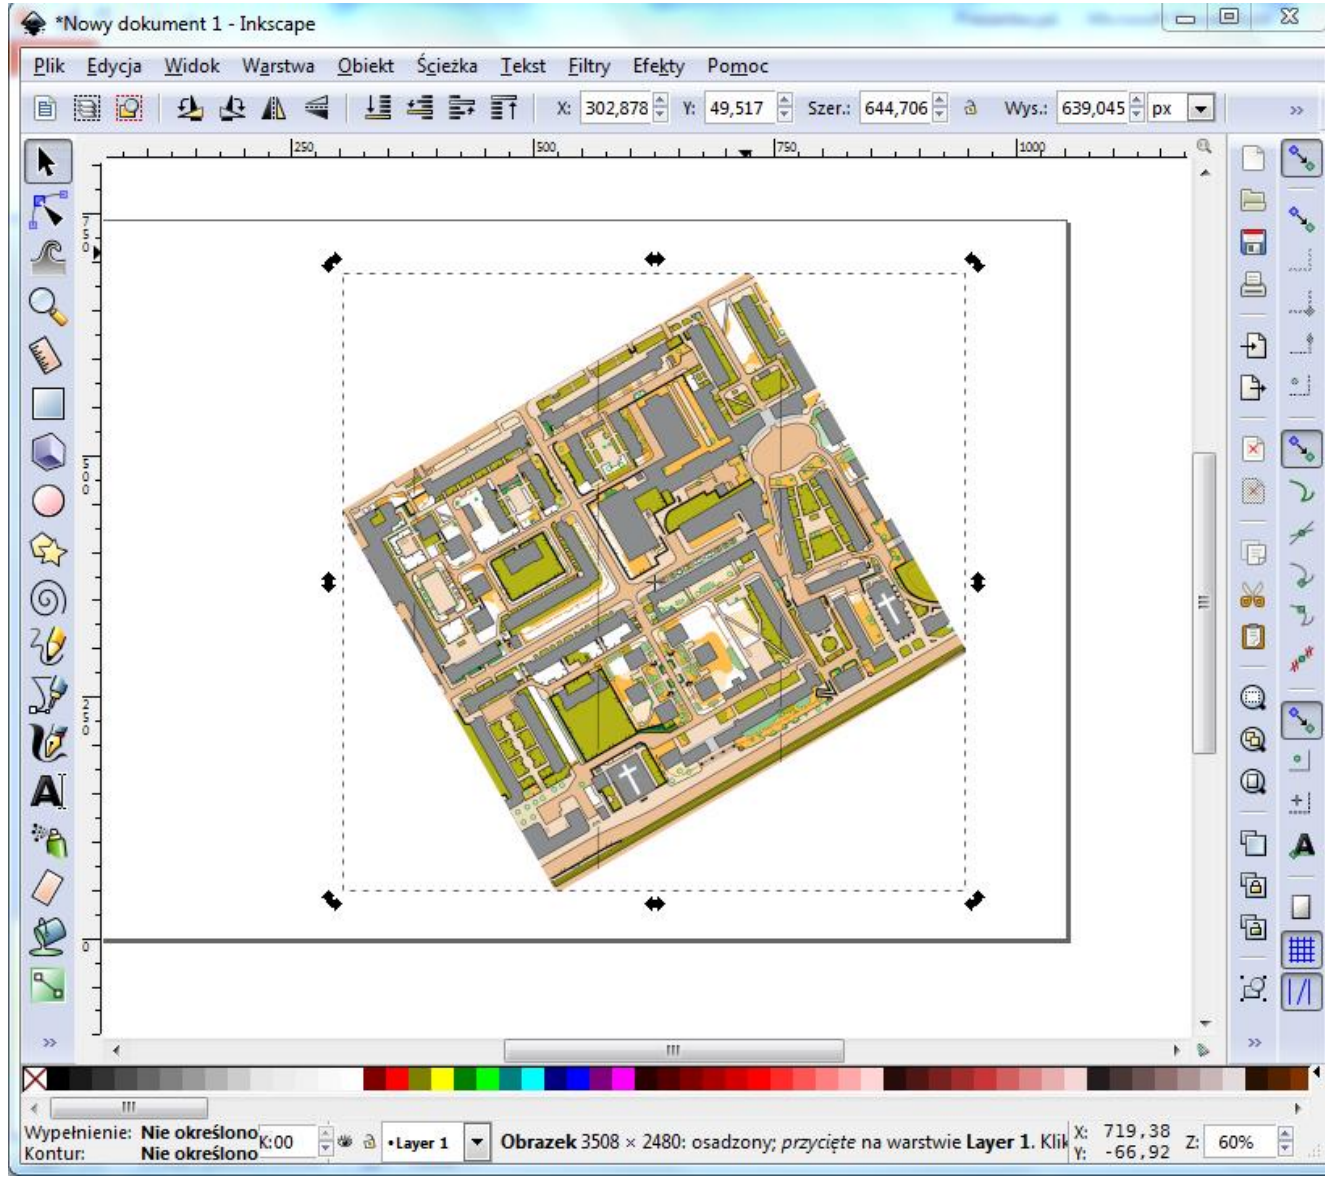 *Nowy dokument 1 - Inkscape
Plik Edycja Widok Warstwa Obiekt Ścieżka Tekst Filtry Efekty Pomoc
X: 302,878 Y: 49,517 Szer.: 644,706 Wys.: 639,045 px
250 500 750 1000
750
500
250
0
Wypełnienie: Nie określono
Kontur: Nie określono
K:00
•Layer 1
Obrazek 3508 × 2480: osadzony; przycięte na warstwie Layer 1. Klik
X: 719,38
Y: -66,92
Z: 60%